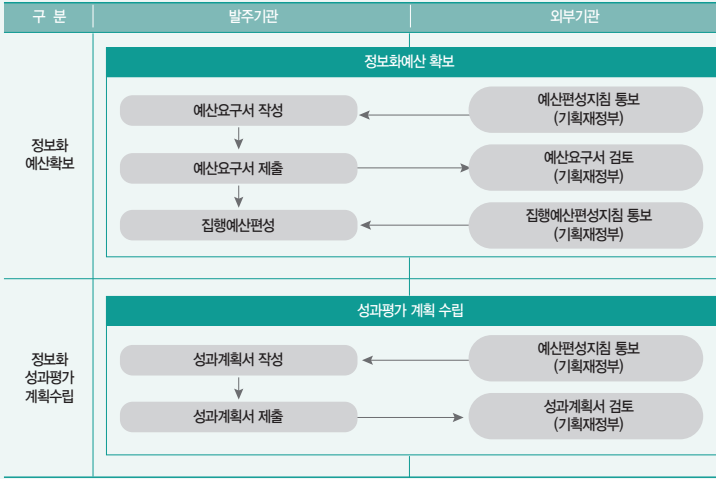 구 분
발주기관
외부기관
정보화
예산확보
정보화예산 확보
예산요구서 작성
예산편성지침 통보
(기획재정부)
예산요구서 제출
예산요구서 검토
(기획재정부)
집행예산편성
집행예산편성지침 통보
(기획재정부)
정보화
성과평가
계획수립
성과평가 계획 수립
성과계획서 작성
예산편성지침 통보
(기획재정부)
성과계획서 제출
성과계획서 검토
(기획재정부)